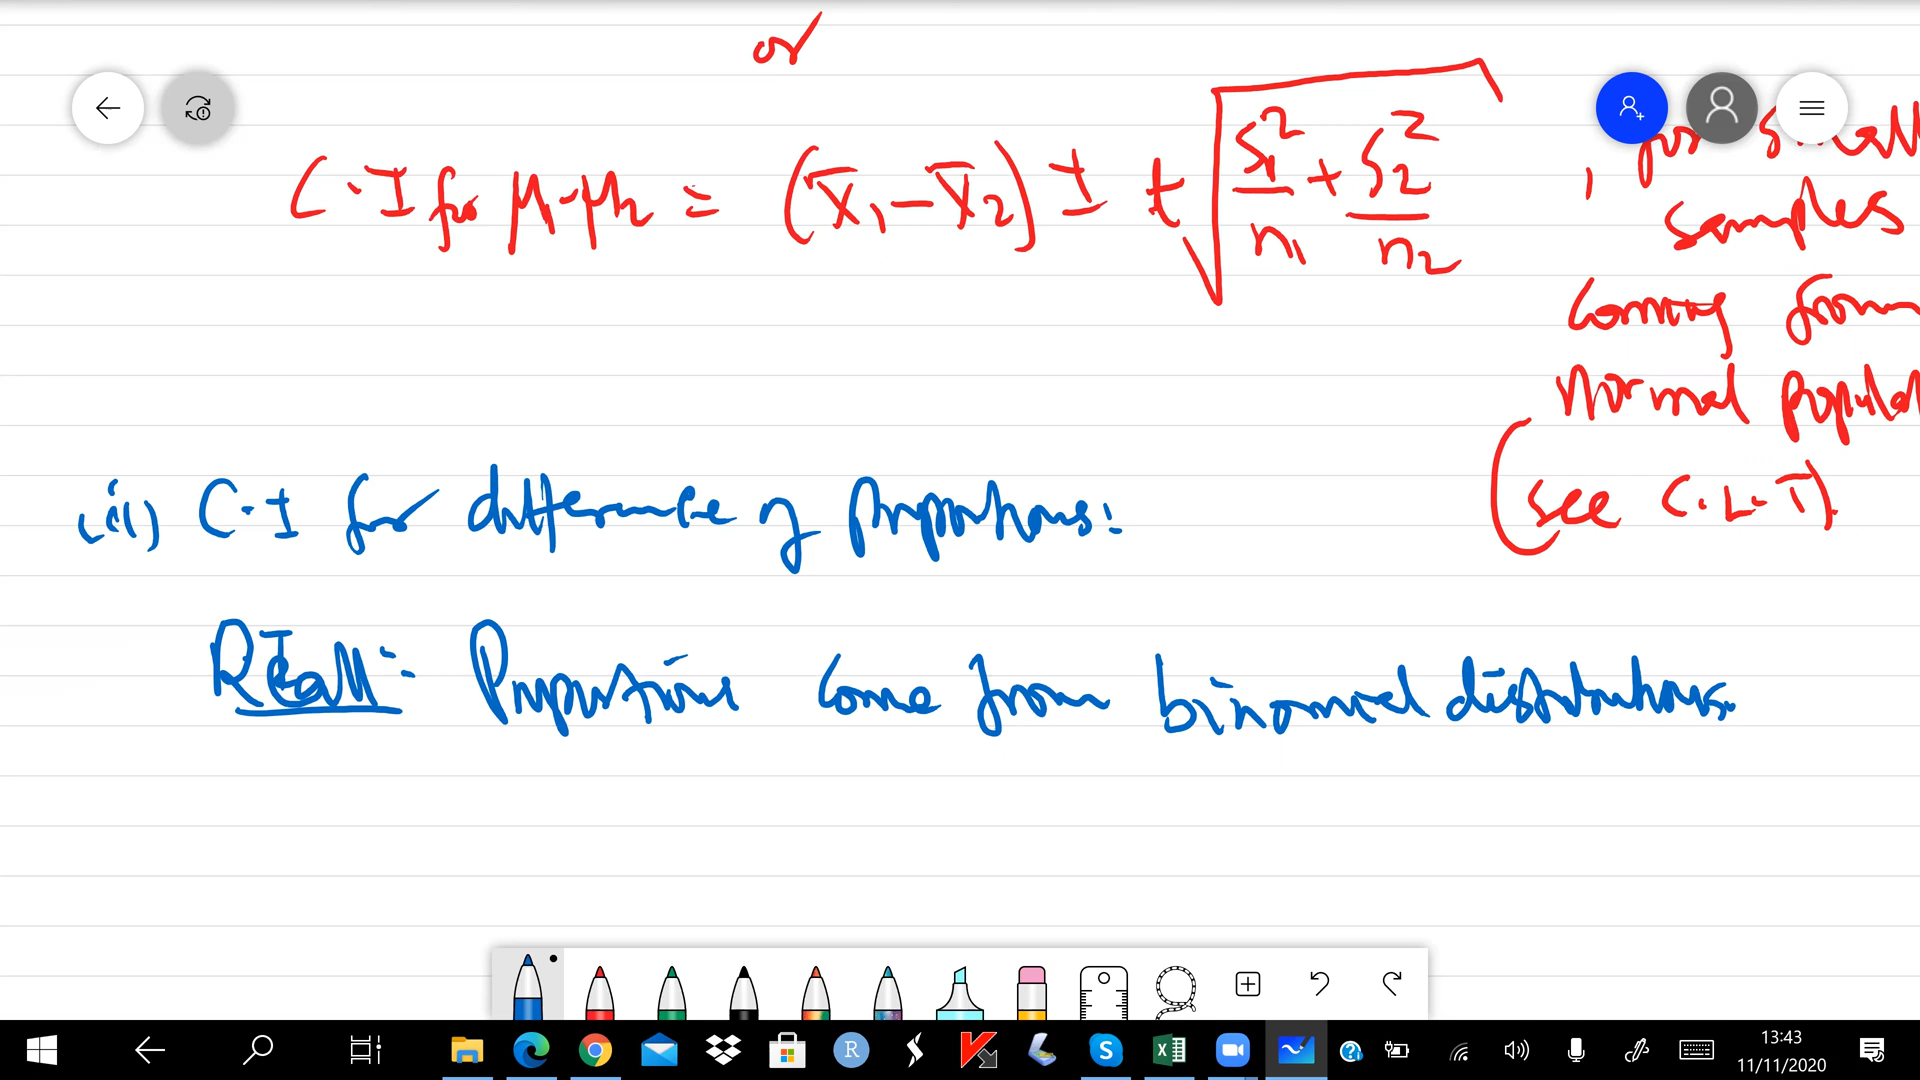 or
C.I for μ1-μ2 = (X̄1 - X̄2) ± t √(S1²/n1 + S2²/n2) , for small
samples
coming from
normal populat
(see C.L.T).
(ii) C.I for difference of proportions:
Recall:- Proportions come from binomial distributions.
13:43
11/11/2020